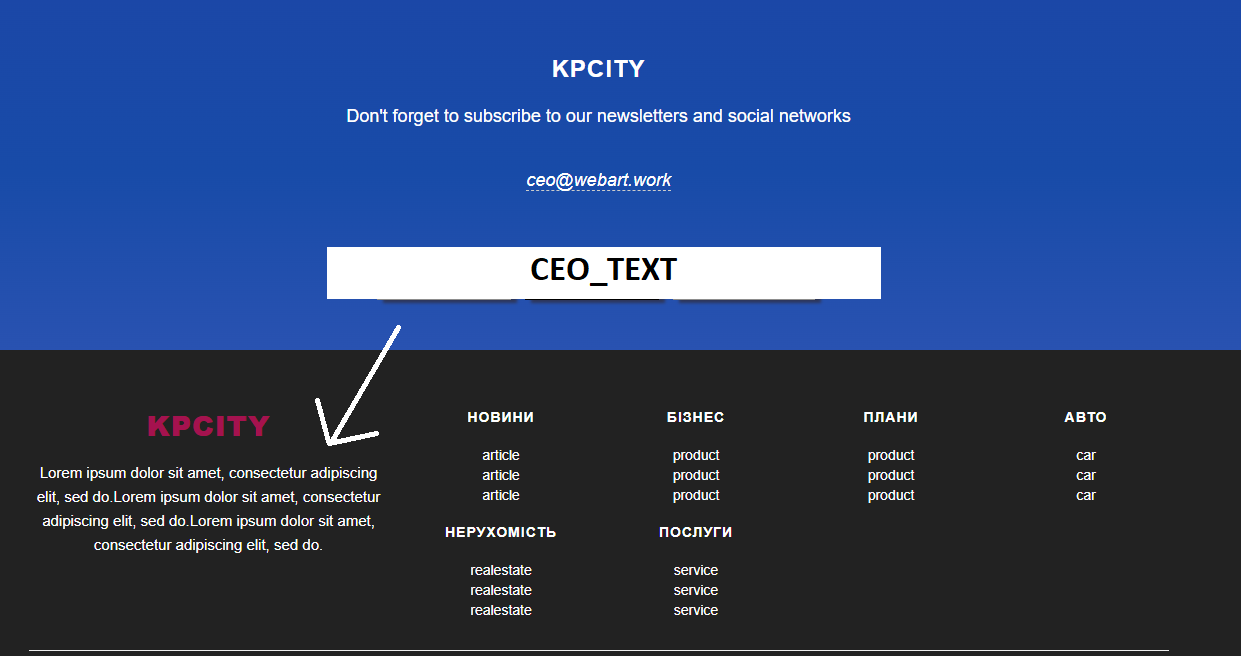 KPCITY
Don't forget to subscribe to our newsletters and social networks
ceo@webart.work
CEO_TEXT
KPCITY
Lorem ipsum dolor sit amet, consectetur adipiscing
elit, sed do.Lorem ipsum dolor sit amet, consectetur
adipiscing elit, sed do.Lorem ipsum dolor sit amet,
consectetur adipiscing elit, sed do.
НОВИНИ
article
article
article
БІЗНЕС
product
product
product
ПЛАНИ
product
product
product
АВТО
car
car
car
НЕРУХОМІСТЬ
realestate
realestate
realestate
ПОСЛУГИ
service
service
service